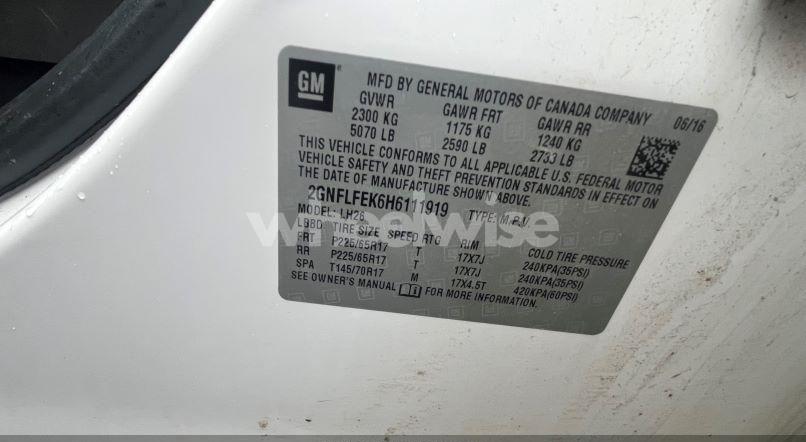 GM
MFD BY GENERAL MOTORS OF CANADA COMPANY 06/16
GVWR GAWR FRT GAWR RR
2300 KG 1175 KG 1240 KG
5070 LB 2590 LB 2733 LB
THIS VEHICLE CONFORMS TO ALL APPLICABLE U.S. FEDERAL MOTOR
VEHICLE SAFETY AND THEFT PREVENTION STANDARDS IN EFFECT ON
THE DATE OF MANUFACTURE SHOWN ABOVE.
2GNFLFEK6H6111919 TYPE: M.P.V.
MODEL: LH26
wheelwise
LBBD: TIRE SIZE SPEED RTG RIM COLD TIRE PRESSURE
FRT P225/65R17 T 17X7J 240KPA(35PSI)
RR P225/65R17 T 17X7J 240KPA(35PSI)
SPA T145/70R17 M 17X4.5T 420KPA(60PSI)
SEE OWNER'S MANUAL FOR MORE INFORMATION.